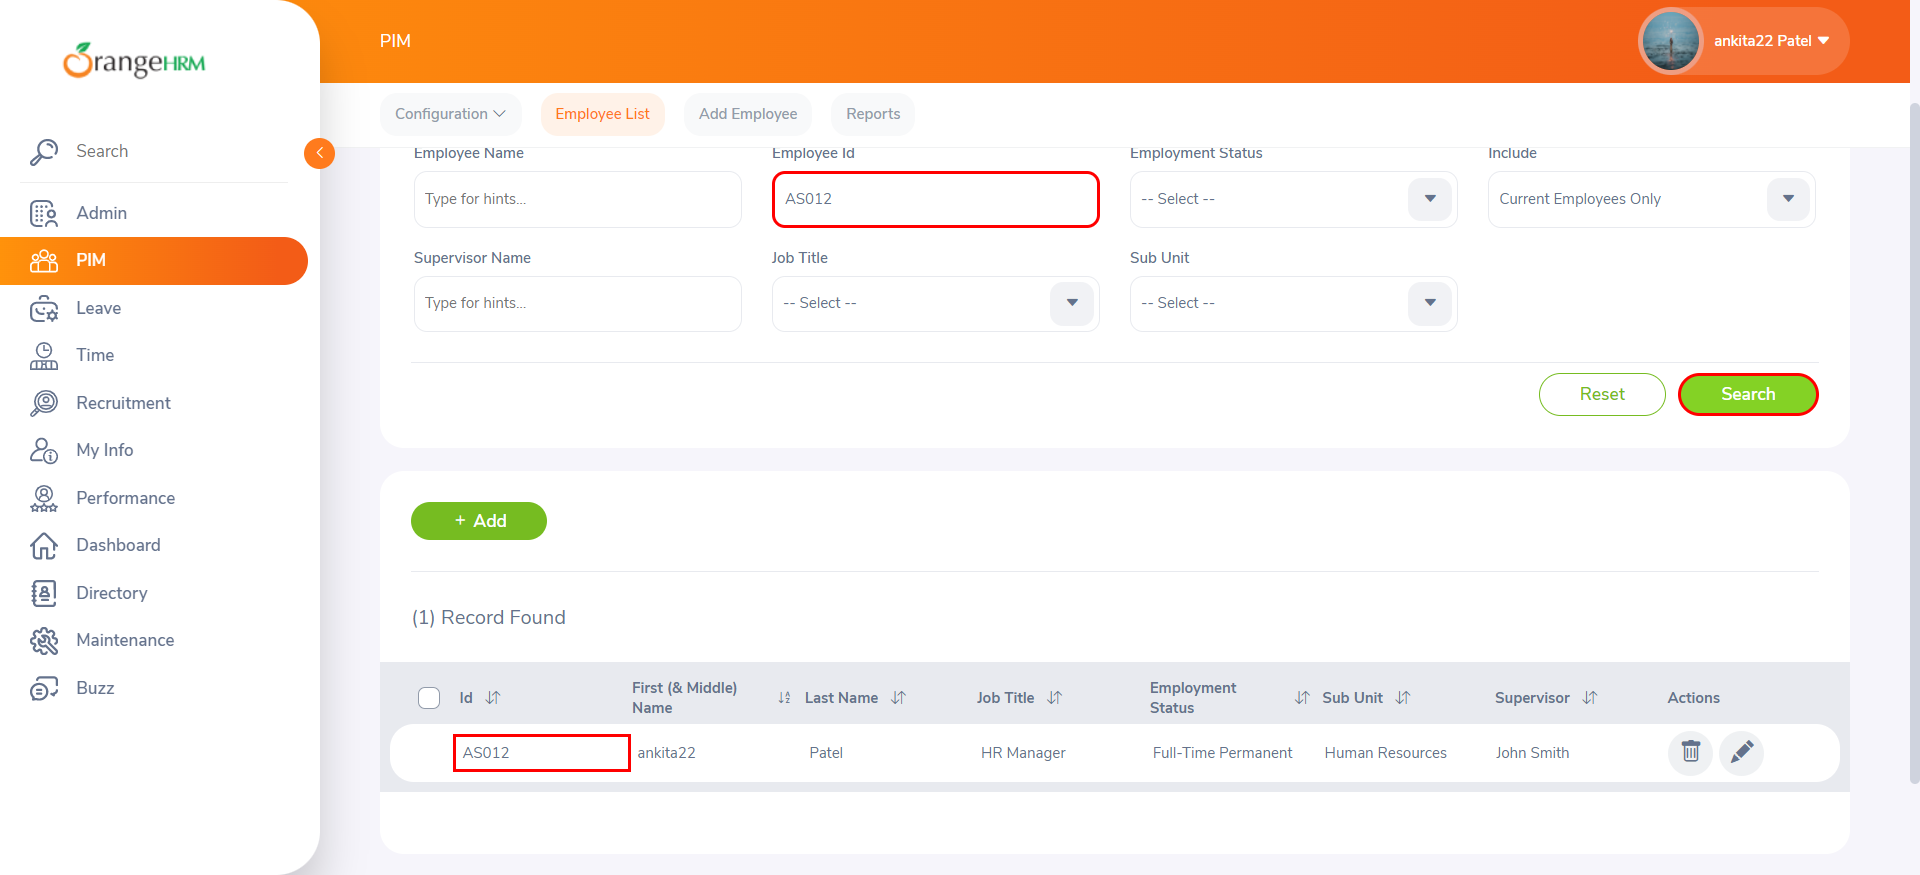 OrangeHRM
Search
Admin
PIM
Leave
Time
Recruitment
My Info
Performance
Dashboard
Directory
Maintenance
Buzz
PIM
ankita22 Patel
Configuration
Employee List
Add Employee
Reports
Employee Name
Employee Id
Employment Status
Include
Type for hints...
AS012
-- Select --
Current Employees Only
Supervisor Name
Job Title
Sub Unit
Type for hints...
-- Select --
-- Select --
Reset
Search
+ Add
(1) Record Found
Id
First (& Middle)
Name
Last Name
Job Title
Employment
Status
Sub Unit
Supervisor
Actions
AS012
ankita22
Patel
HR Manager
Full-Time Permanent
Human Resources
John Smith